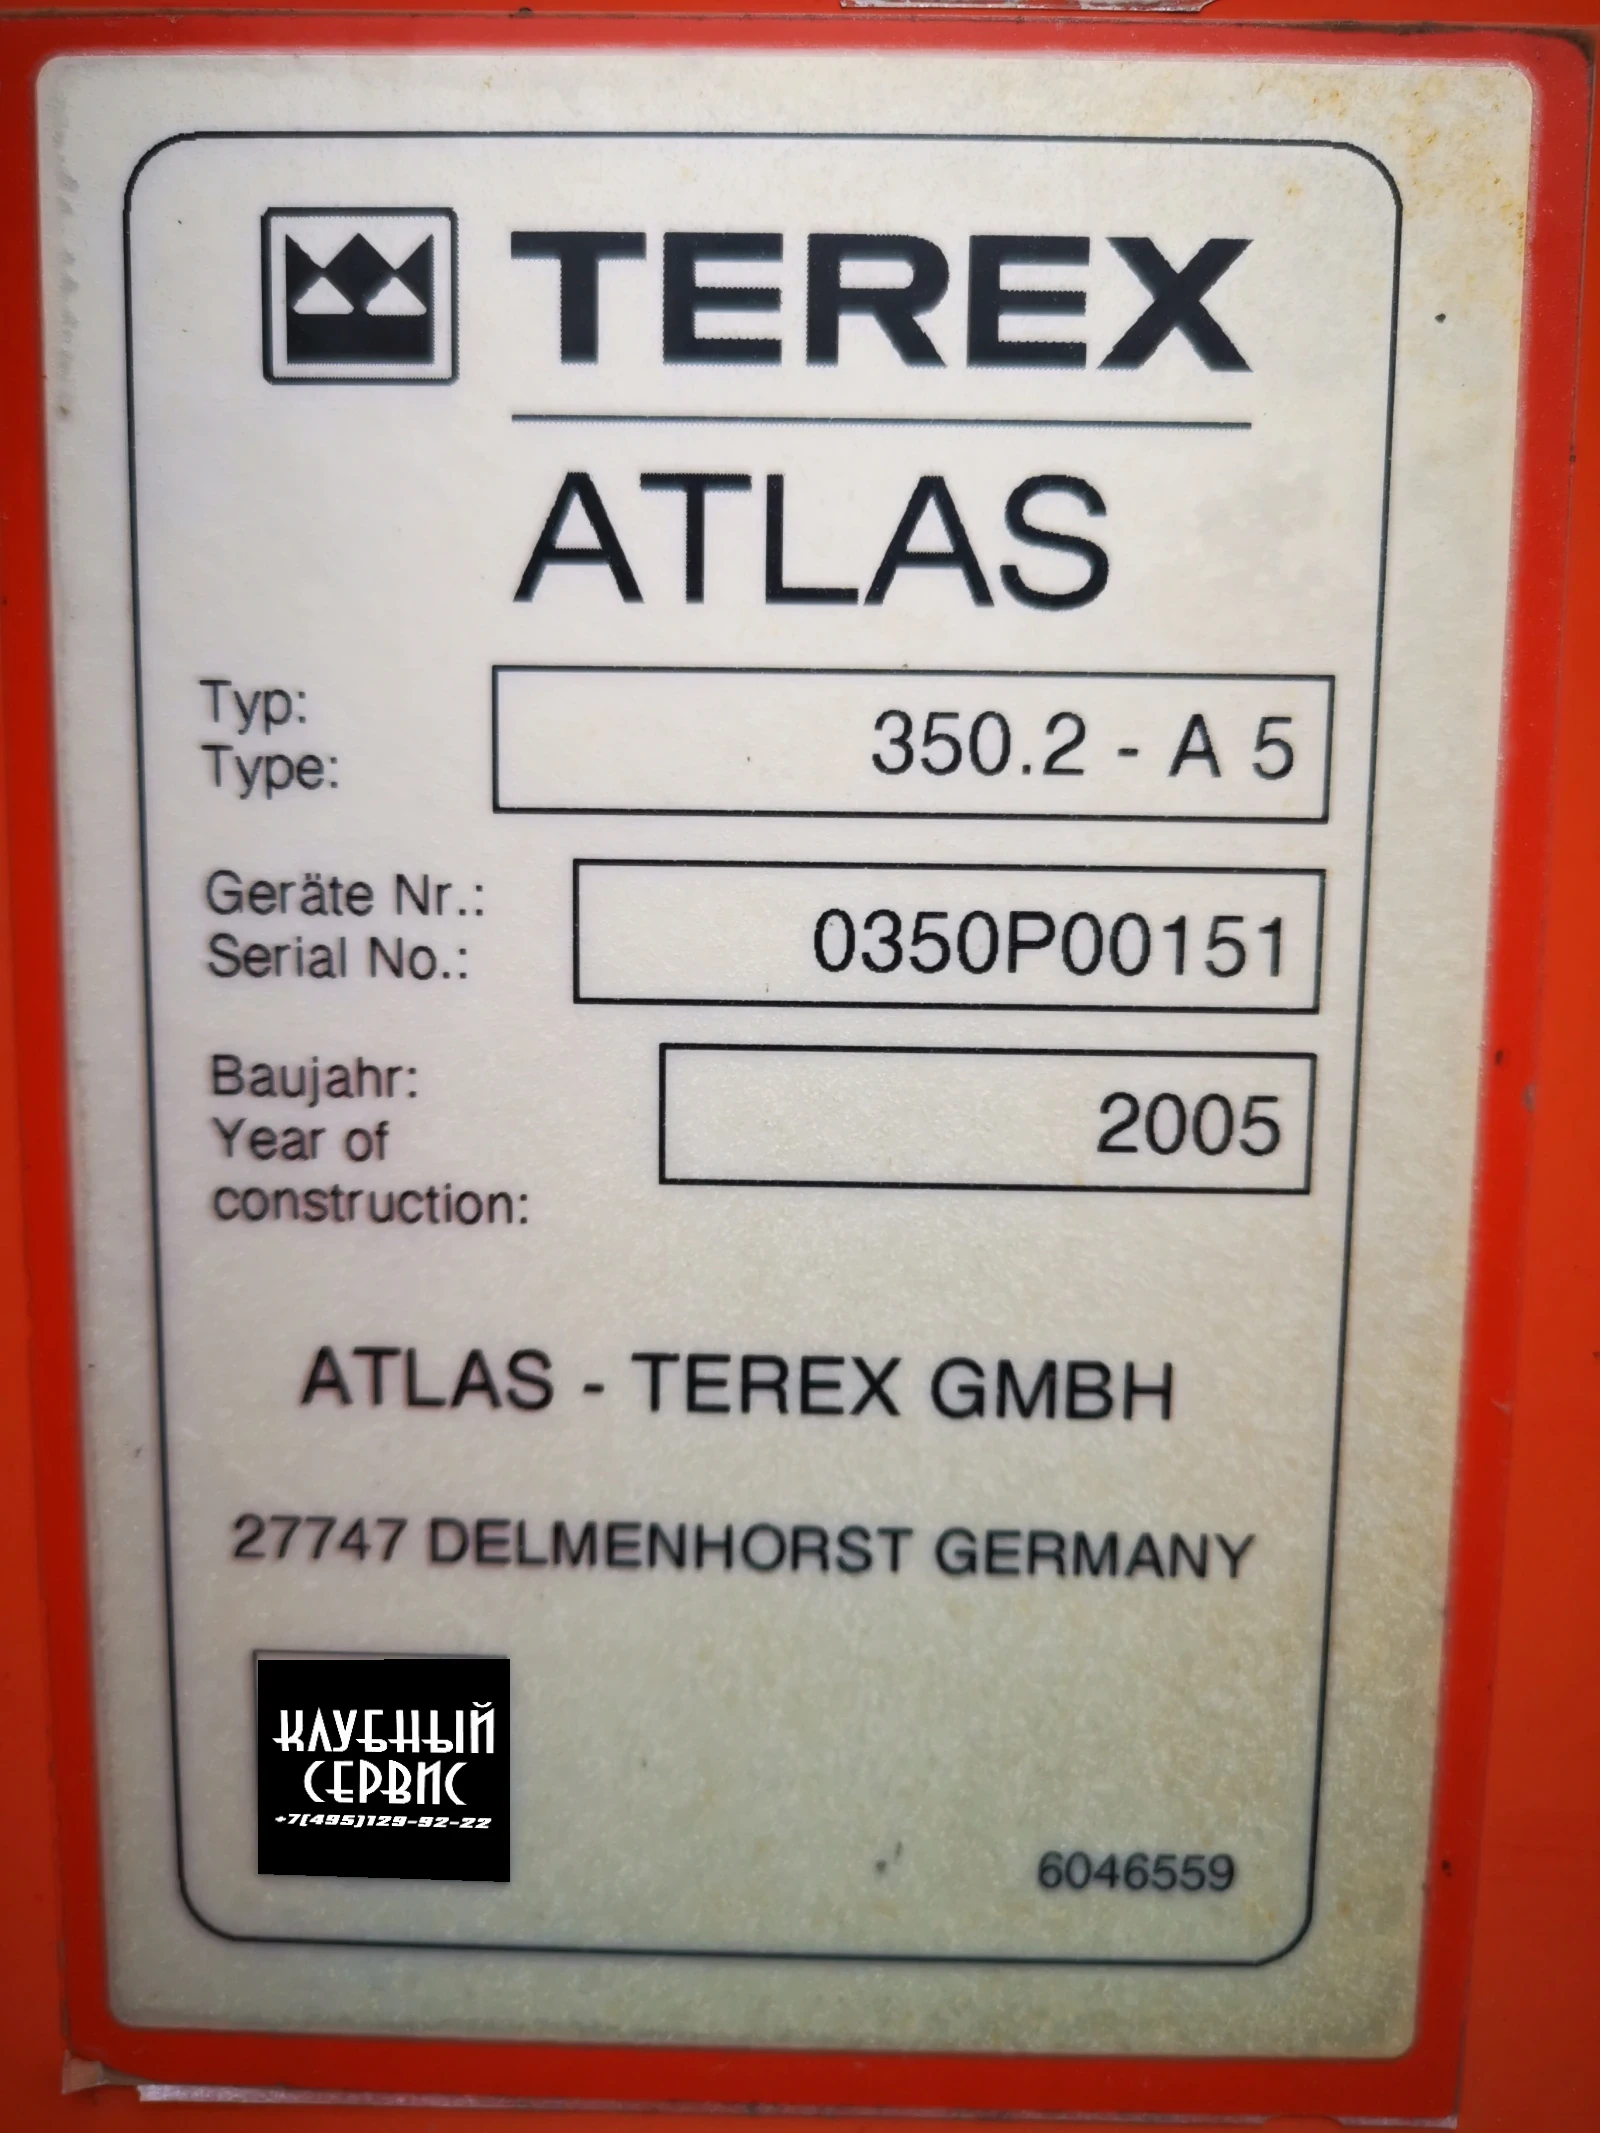 TEREX
ATLAS
Typ:
Type:
350.2 - A 5
Geräte Nr.:
Serial No.:
0350P00151
Baujahr:
Year of
construction:
2005
ATLAS - TEREX GMBH
27747 DELMENHORST GERMANY
КЛУБНЫЙ
СЕРВИС
+7(495)129-92-22
6046559